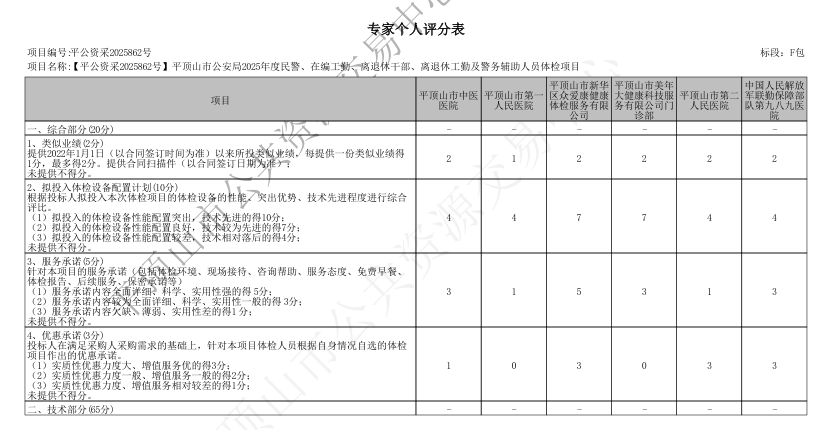 专家个人评分表
项目编号:平公资采2025862号
标段: F包
项目名称:【平公资采2025862号】平顶山市公安局2025年度民警、在编工勤、离退休干部、离退休工勤及警务辅助人员体检项目
项目
平顶山市中医医院
平顶山市第一人民医院
平顶山市新华区众爱康健康体检服务有限公司
平顶山市美年大健康科技服务有限公司门诊部
平顶山市第二人民医院
中国人民解放军联勤保障部队第九八九医院
一、综合部分(20分) - - - - - -
1、类似业绩(2分)
提供2022年1月1日（以合同签订时间为准）以来所投类似业绩，每提供一份类似业绩得
1分，最多得2分。提供合同扫描件（以合同签订日期为准）；
未提供不得分。
2 1 2 2 2 2
2、拟投入体检设备配置计划(10分)
根据投标人拟投入本次体检项目的体检设备的性能、突出优势、技术先进程度进行综合
评比。
（1）拟投入的体检设备性能配置突出，技术先进的得10分；
（2）拟投入的体检设备性能配置良好，技术较为先进的得7分；
（3）拟投入的体检设备性能配置较差，技术相对落后的得4分；
未提供不得分。
4 4 7 7 4 4
3、服务承诺(5分)
针对本项目的服务承诺（包括体检环境、现场接待、咨询帮助、服务态度、免费早餐、
体检报告、后续服务、保密承诺等）
（1）服务承诺内容全面详细、科学、实用性强的得 5分；
（2）服务承诺内容较为全面详细、科学、实用性一般的得 3分；
（3）服务承诺内容欠缺、薄弱、实用性差的得1 分；
未提供不得分。
3 1 5 3 1 3
4、优惠承诺(3分)
投标人在满足采购人采购需求的基础上，针对本项目体检人员根据自身情况自选的体检
项目作出的优惠承诺。
（1）实质性优惠力度大、增值服务优的得3分；
（2）实质性优惠力度一般、增值服务一般的得2分；
（3）实质性优惠力度、增值服务相对较差的得1分；
未提供不得分。
1 0 3 0 3 3
二、技术部分(65分) - - - - - -
平顶山市公共资源交易中心
平顶山市公共资源交易中心